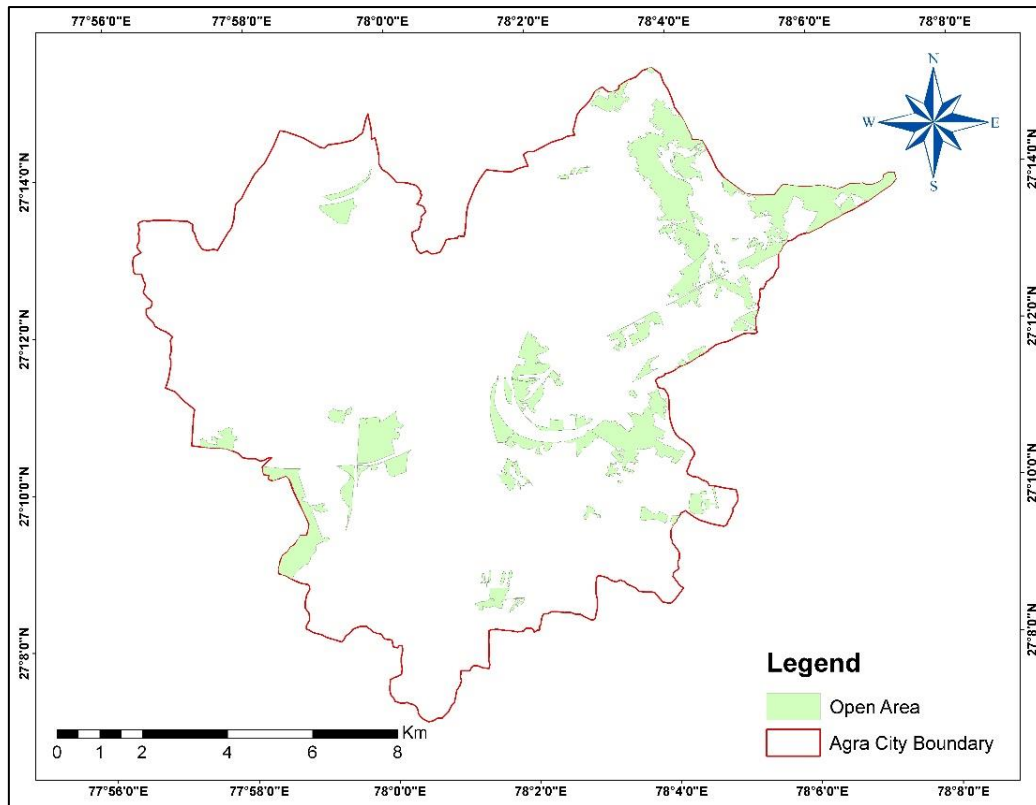 77°56'0"E 77°58'0"E 78°0'0"E 78°2'0"E 78°4'0"E 78°6'0"E 78°8'0"E
N
W E
S
27°14'0"N 27°14'0"N
27°12'0"N 27°12'0"N
27°10'0"N 27°10'0"N
27°8'0"N 27°8'0"N
Legend
Open Area
Agra City Boundary
Km
0 1 2 4 6 8
77°56'0"E 77°58'0"E 78°0'0"E 78°2'0"E 78°4'0"E 78°6'0"E 78°8'0"E